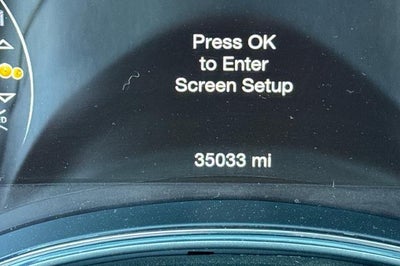 Press OK
to Enter
Screen Setup
35033 mi